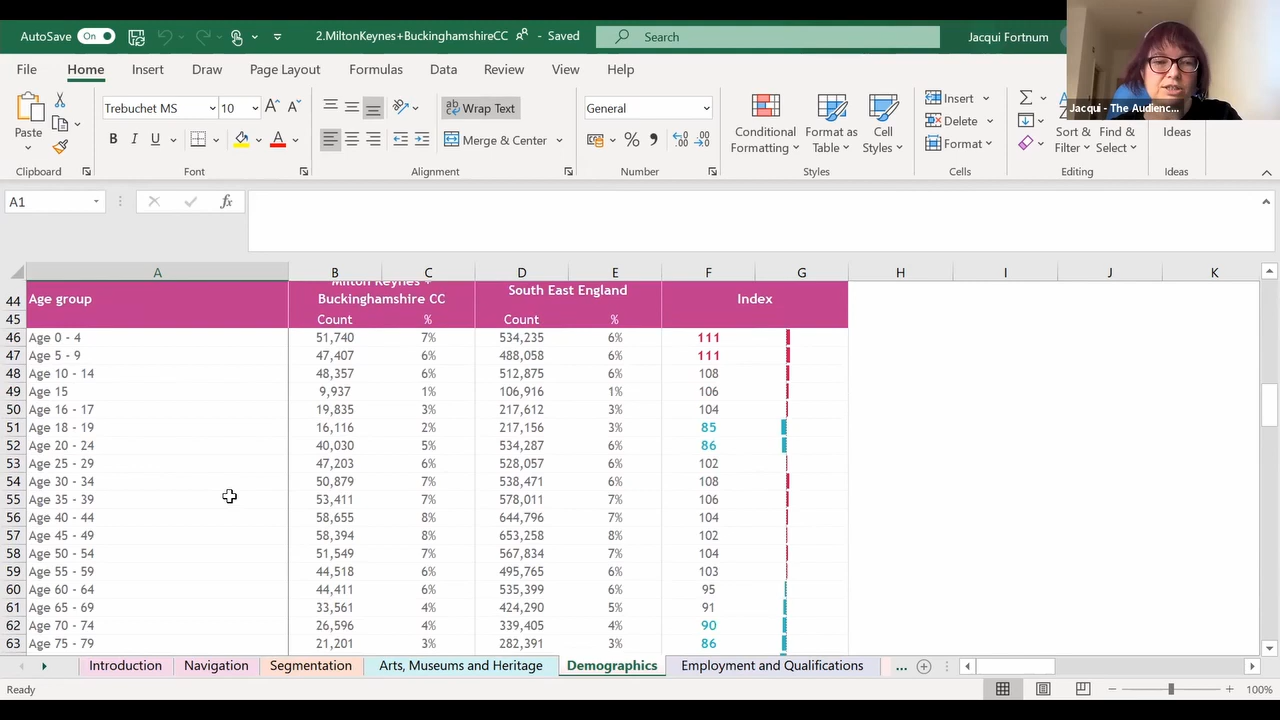 AutoSave On 2.MiltonKeynes+BuckinghamshireCC - Saved Search Jacqui Fortnum
File Home Insert Draw Page Layout Formulas Data Review View Help
Jacqui - The Audienc...
Paste Trebuchet MS 10 A A B I U A ab Wrap Text Merge & Center General % 9 Conditional Formatting Format as Table Cell Styles Insert Delete Format Sort & Filter Find & Select Ideas
Clipboard Font Alignment Number Styles Cells Editing Ideas
A1 fx
A B C D E F G H I J K
Milton Keynes +
44 Age group Buckinghamshire CC South East England Index
45 Count % Count %
46 Age 0 - 4 51,740 7% 534,235 6% 111
47 Age 5 - 9 47,407 6% 488,058 6% 111
48 Age 10 - 14 48,357 6% 512,875 6% 108
49 Age 15 9,937 1% 106,916 1% 106
50 Age 16 - 17 19,835 3% 217,612 3% 104
51 Age 18 - 19 16,116 2% 217,156 3% 85
52 Age 20 - 24 40,030 5% 534,287 6% 86
53 Age 25 - 29 47,203 6% 528,057 6% 102
54 Age 30 - 34 50,879 7% 538,471 6% 108
55 Age 35 - 39 53,411 7% 578,011 7% 106
56 Age 40 - 44 58,655 8% 644,796 7% 104
57 Age 45 - 49 58,394 8% 653,258 8% 102
58 Age 50 - 54 51,549 7% 567,834 7% 104
59 Age 55 - 59 44,518 6% 495,765 6% 103
60 Age 60 - 64 44,411 6% 535,399 6% 95
61 Age 65 - 69 33,561 4% 424,290 5% 91
62 Age 70 - 74 26,596 4% 339,405 4% 90
63 Age 75 - 79 21,201 3% 282,391 3% 86
Introduction Navigation Segmentation Arts, Museums and Heritage Demographics Employment and Qualifications ...
Ready 100%